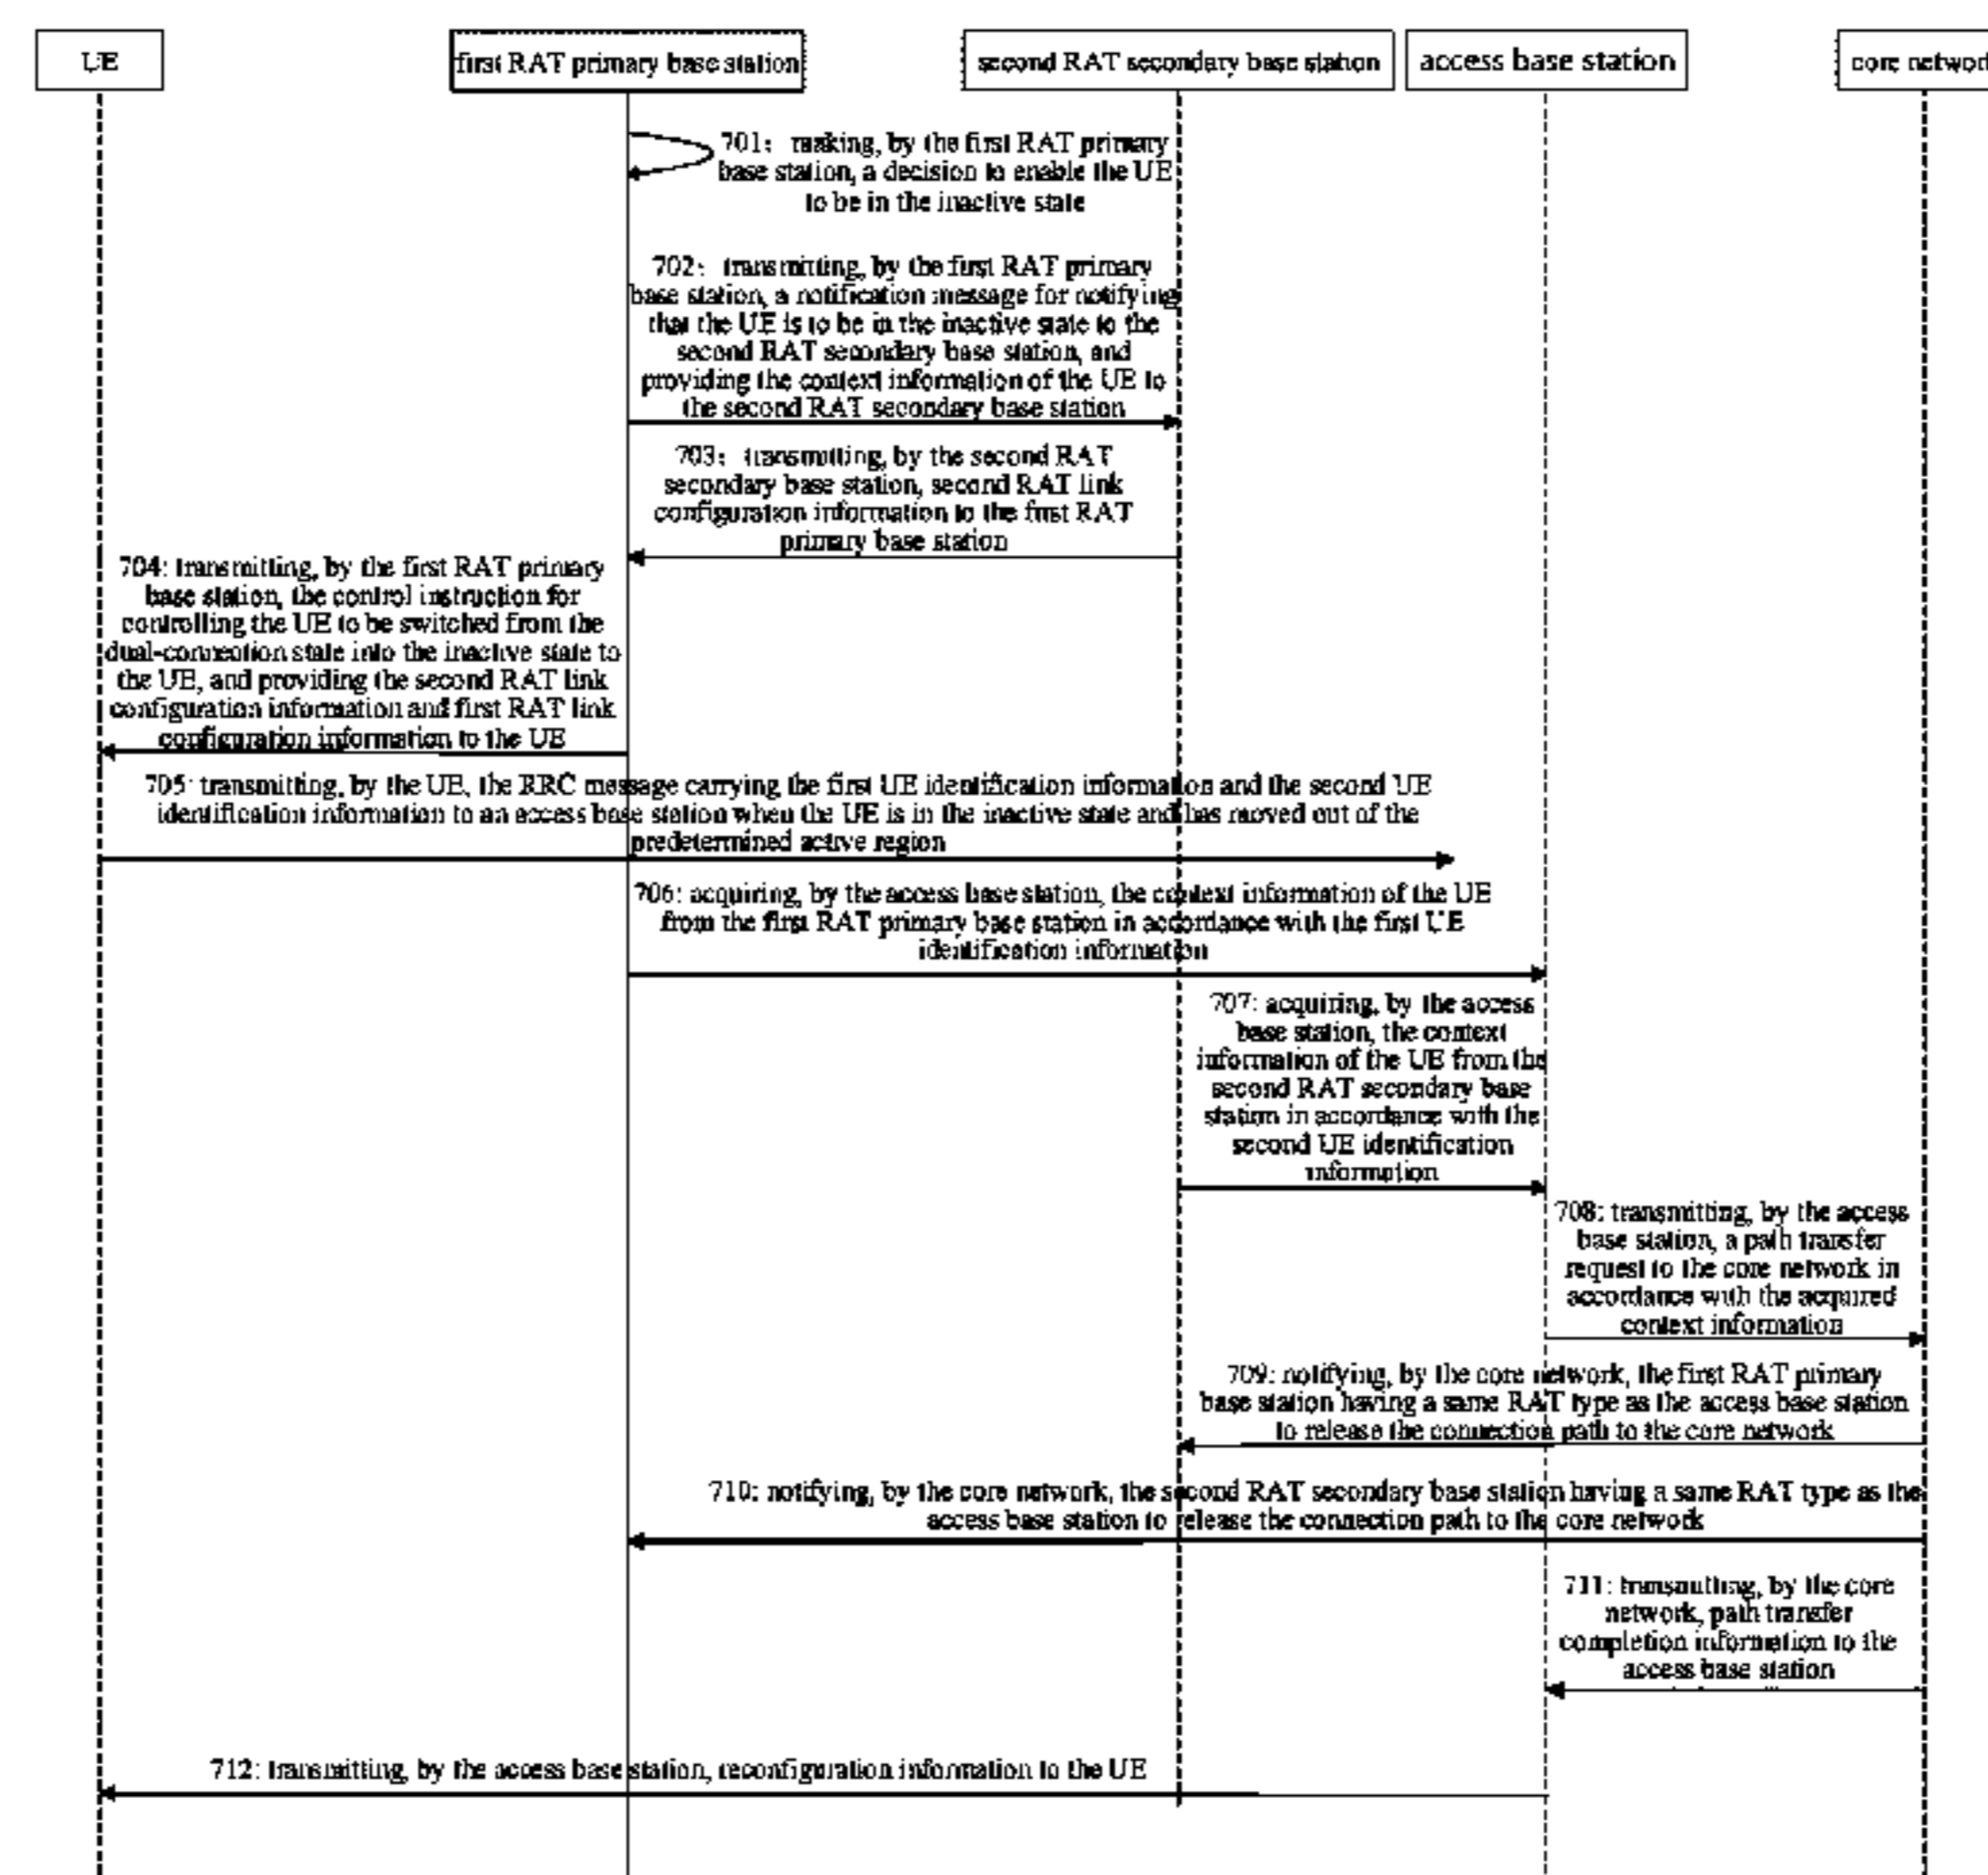 UE
first RAT primary base station
second RAT secondary base station
access base station
core networ
701: making, by the first RAT primary
base station, a decision to enable the UE
to be in the inactive state
702: transmitting, by the first RAT primary
base station, a notification message for notifying
that the UE is to be in the inactive state to the
second RAT secondary base station, and
providing the context information of the UE to
the second RAT secondary base station
703: transmitting, by the second RAT
secondary base station, second RAT link
configuration information to the first RAT
primary base station
704: transmitting, by the first RAT primary
base station, the control instruction for
controlling the UE to be switched from the
dual-connection state into the inactive state to
the UE, and providing the second RAT link
configuration information and first RAT link
configuration information to the UE
705: transmitting, by the UE, the RRC message carrying the first UE identification information and the second UE
identification information to an access base station when the UE is in the inactive state and has moved out of the
predetermined active region
706: acquiring, by the access base station, the context information of the UE
from the first RAT primary base station in accordance with the first UE
identification information
707: acquiring, by the access
base station, the context
information of the UE from the
second RAT secondary base
station in accordance with the
second UE identification
information
708: transmitting, by the access
base station, a path transfer
request to the core network in
accordance with the acquired
context information
709: notifying, by the core network, the first RAT primary
base station having a same RAT type as the access base station
to release the connection path to the core network
710: notifying, by the core network, the second RAT secondary base station having a same RAT type as the
access base station to release the connection path to the core network
711: transmitting, by the core
network, path transfer
completion information to the
access base station
712: transmitting, by the access base station, reconfiguration information to the UE